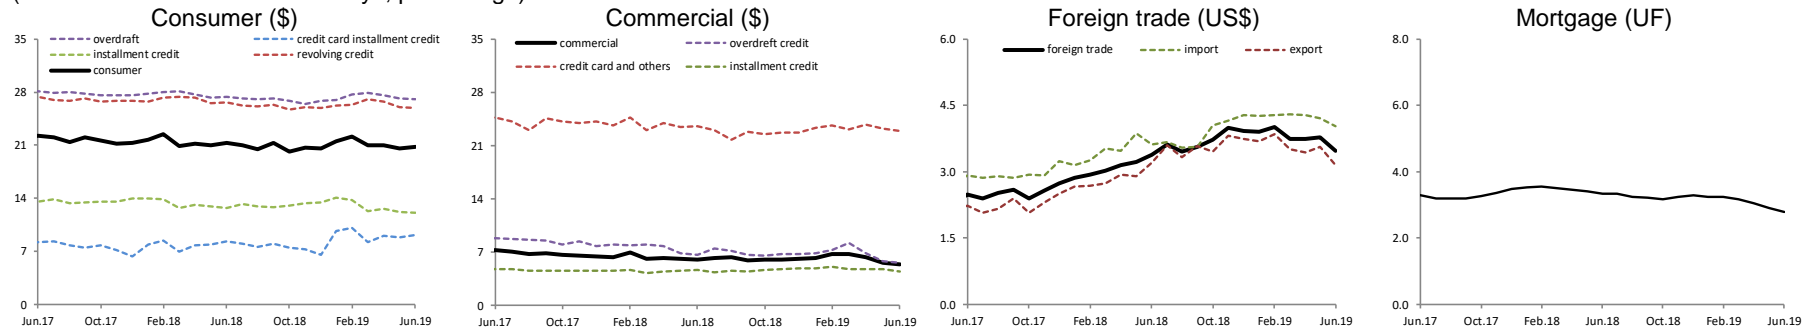 Consumer ($)
overdraft
credit card installment credit
installment credit
revolving credit
consumer
35
28
21
14
7
0
Jun.17
Oct.17
Feb.18
Jun.18
Oct.18
Feb.19
Jun.19
Commercial ($)
commercial
overdreft credit
credit card and others
installment credit
35
28
21
14
7
0
Jun.17
Oct.17
Feb.18
Jun.18
Oct.18
Feb.19
Jun.19
Foreign trade (US$)
foreign trade
import
export
6.0
4.5
3.0
1.5
0.0
Jun.17
Oct.17
Feb.18
Jun.18
Oct.18
Feb.19
Jun.19
Mortgage (UF)
8.0
6.0
4.0
2.0
0.0
Jun.17
Oct.17
Feb.18
Jun.18
Oct.18
Feb.19
Jun.19